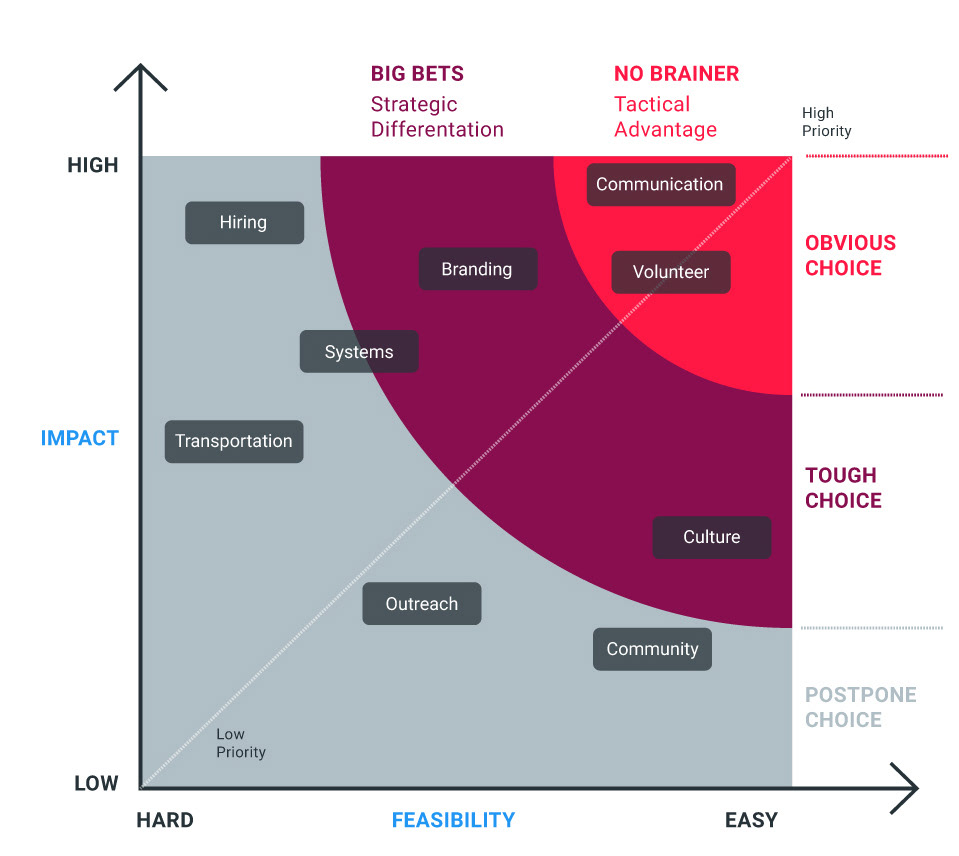 BIG BETS
Strategic
Differentation
NO BRAINER
Tactical
Advantage
High
Priority
HIGH
Communication
Hiring
OBVIOUS
CHOICE
Branding
Volunteer
Systems
IMPACT
Transportation
TOUGH
CHOICE
Culture
Outreach
Community
POSTPONE
CHOICE
Low
Priority
LOW
HARD
FEASIBILITY
EASY